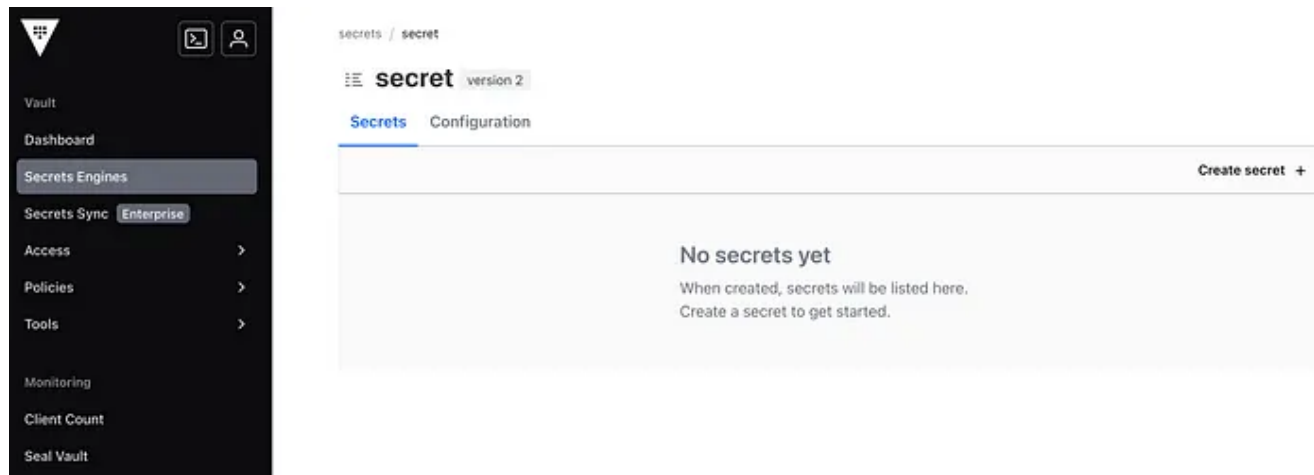 Vault
Dashboard
Secrets Engines
Secrets Sync Enterprise
Access
Policies
Tools
Monitoring
Client Count
Seal Vault
secrets / secret
secret version 2
Secrets Configuration
Create secret +
No secrets yet
When created, secrets will be listed here.
Create a secret to get started.